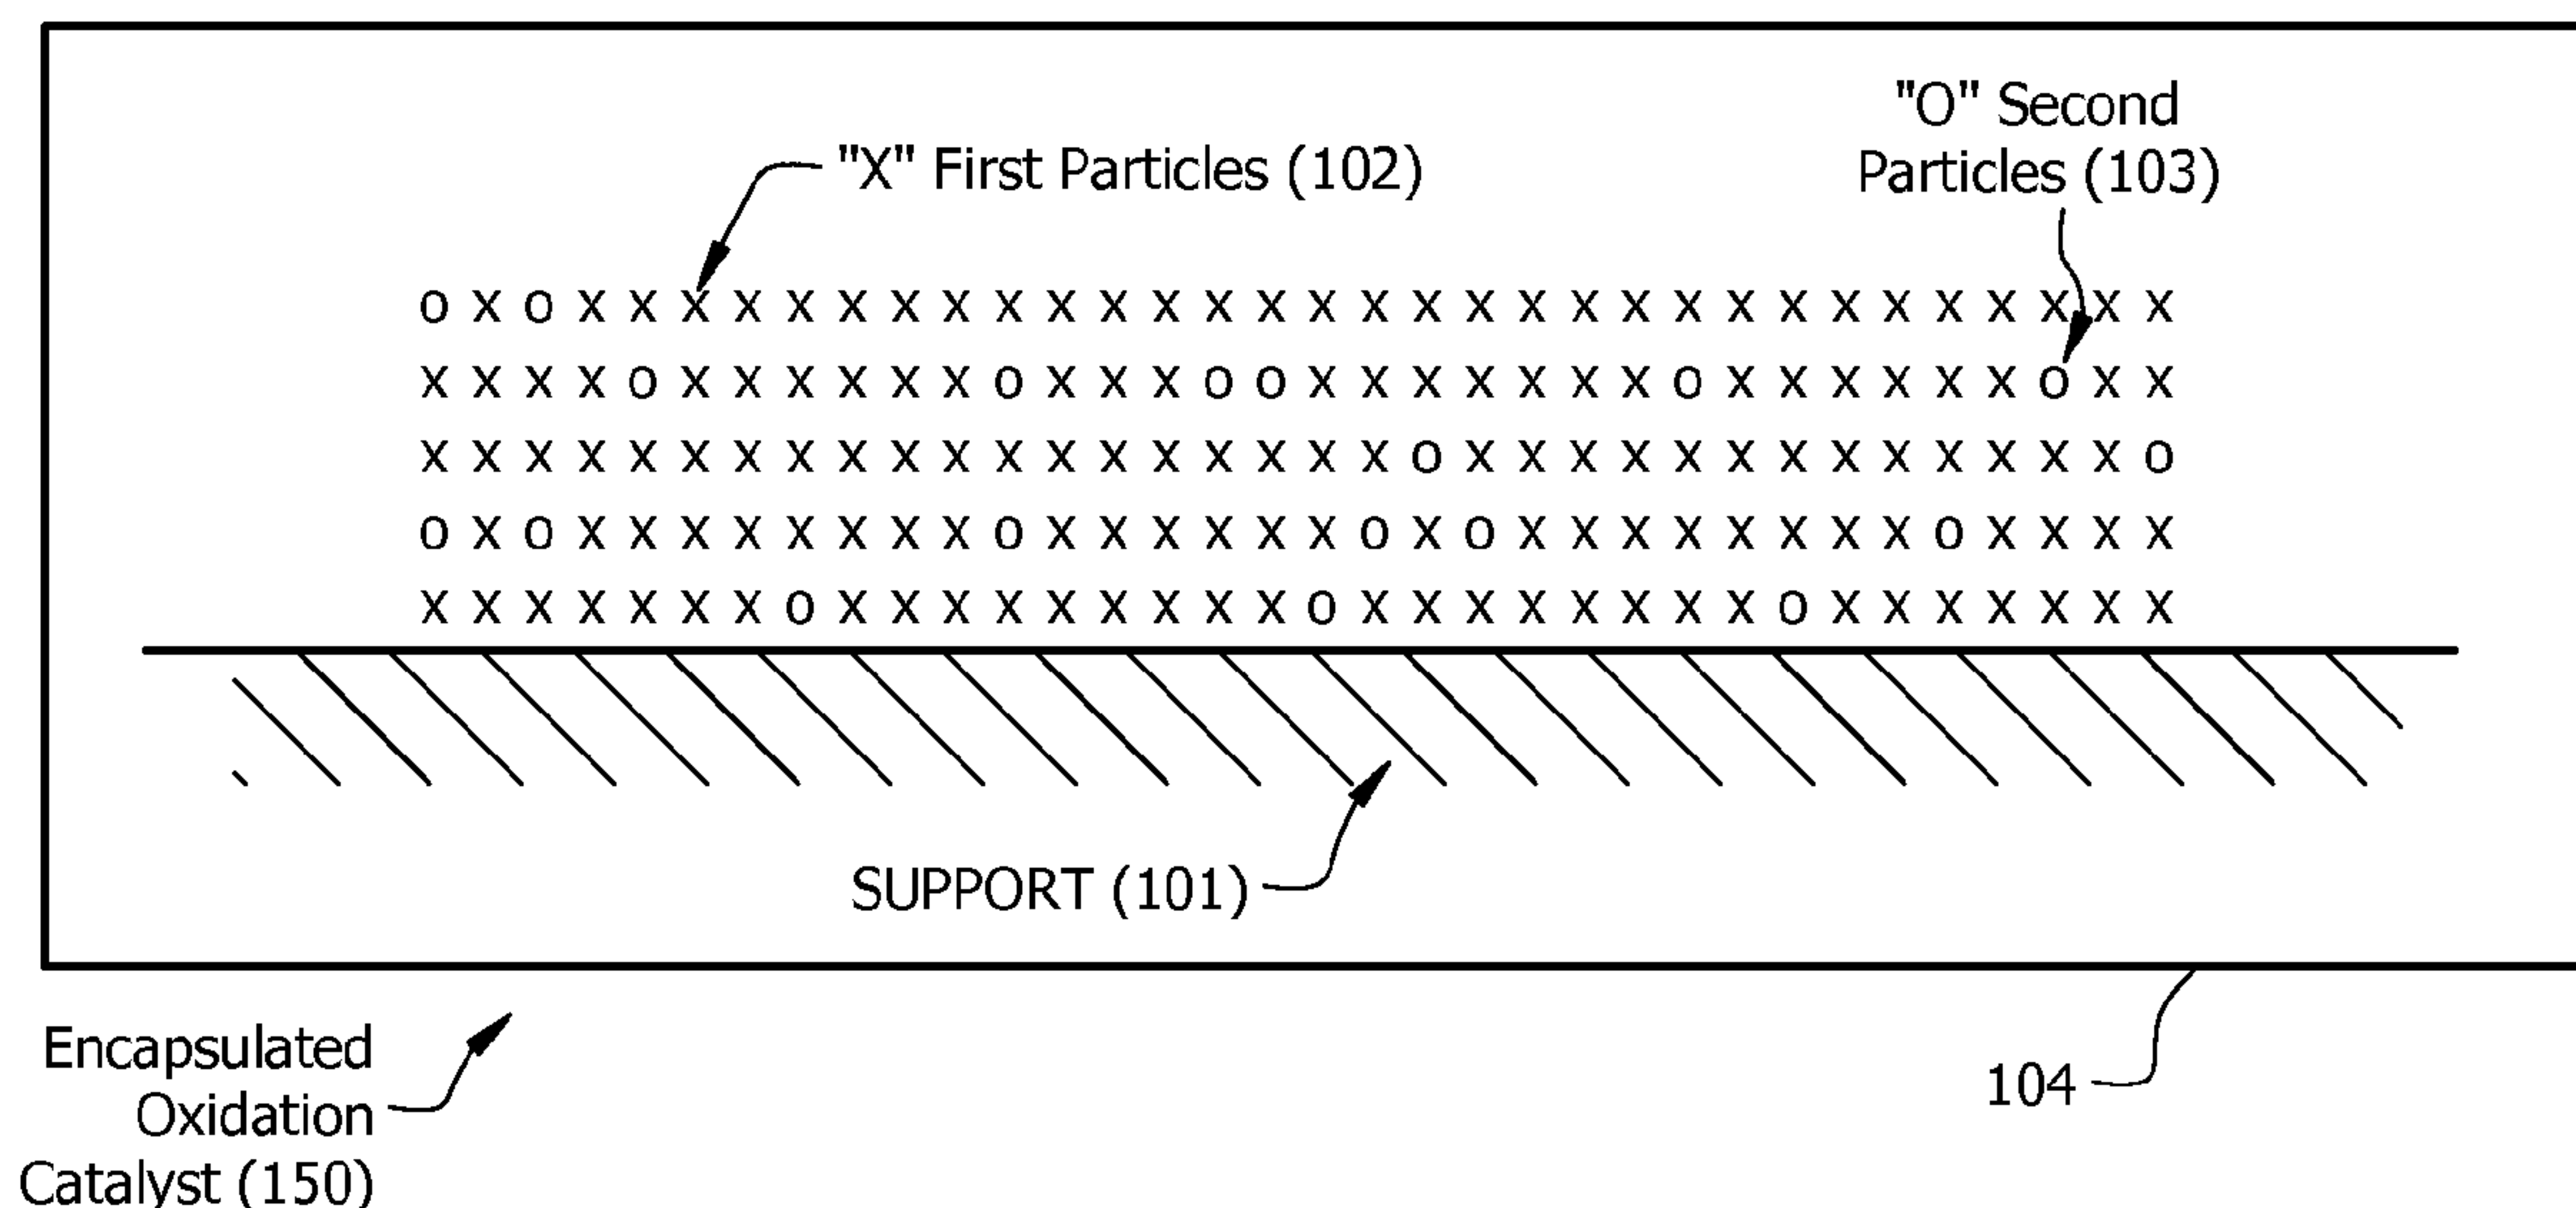 "O" Second
"X" First Particles (102)
Particles (103)
o x o x x x x x x x x x x x x x x x x x x x x x x x x x x x x x x x
x x x x o x x x x x x o x x x o o x x x x x x x o x x x x x x o x x
x x x x x x x x x x x x x x x x x x x o x x x x x x x x x x x x x o
o x o x x x x x x x x o x x x x x x o x o x x x x x x x x o x x x x
x x x x x x x o x x x x x x x x x o x x x x x x x x o x x x x x x x
SUPPORT (101)
Encapsulated
Oxidation
Catalyst (150)
104